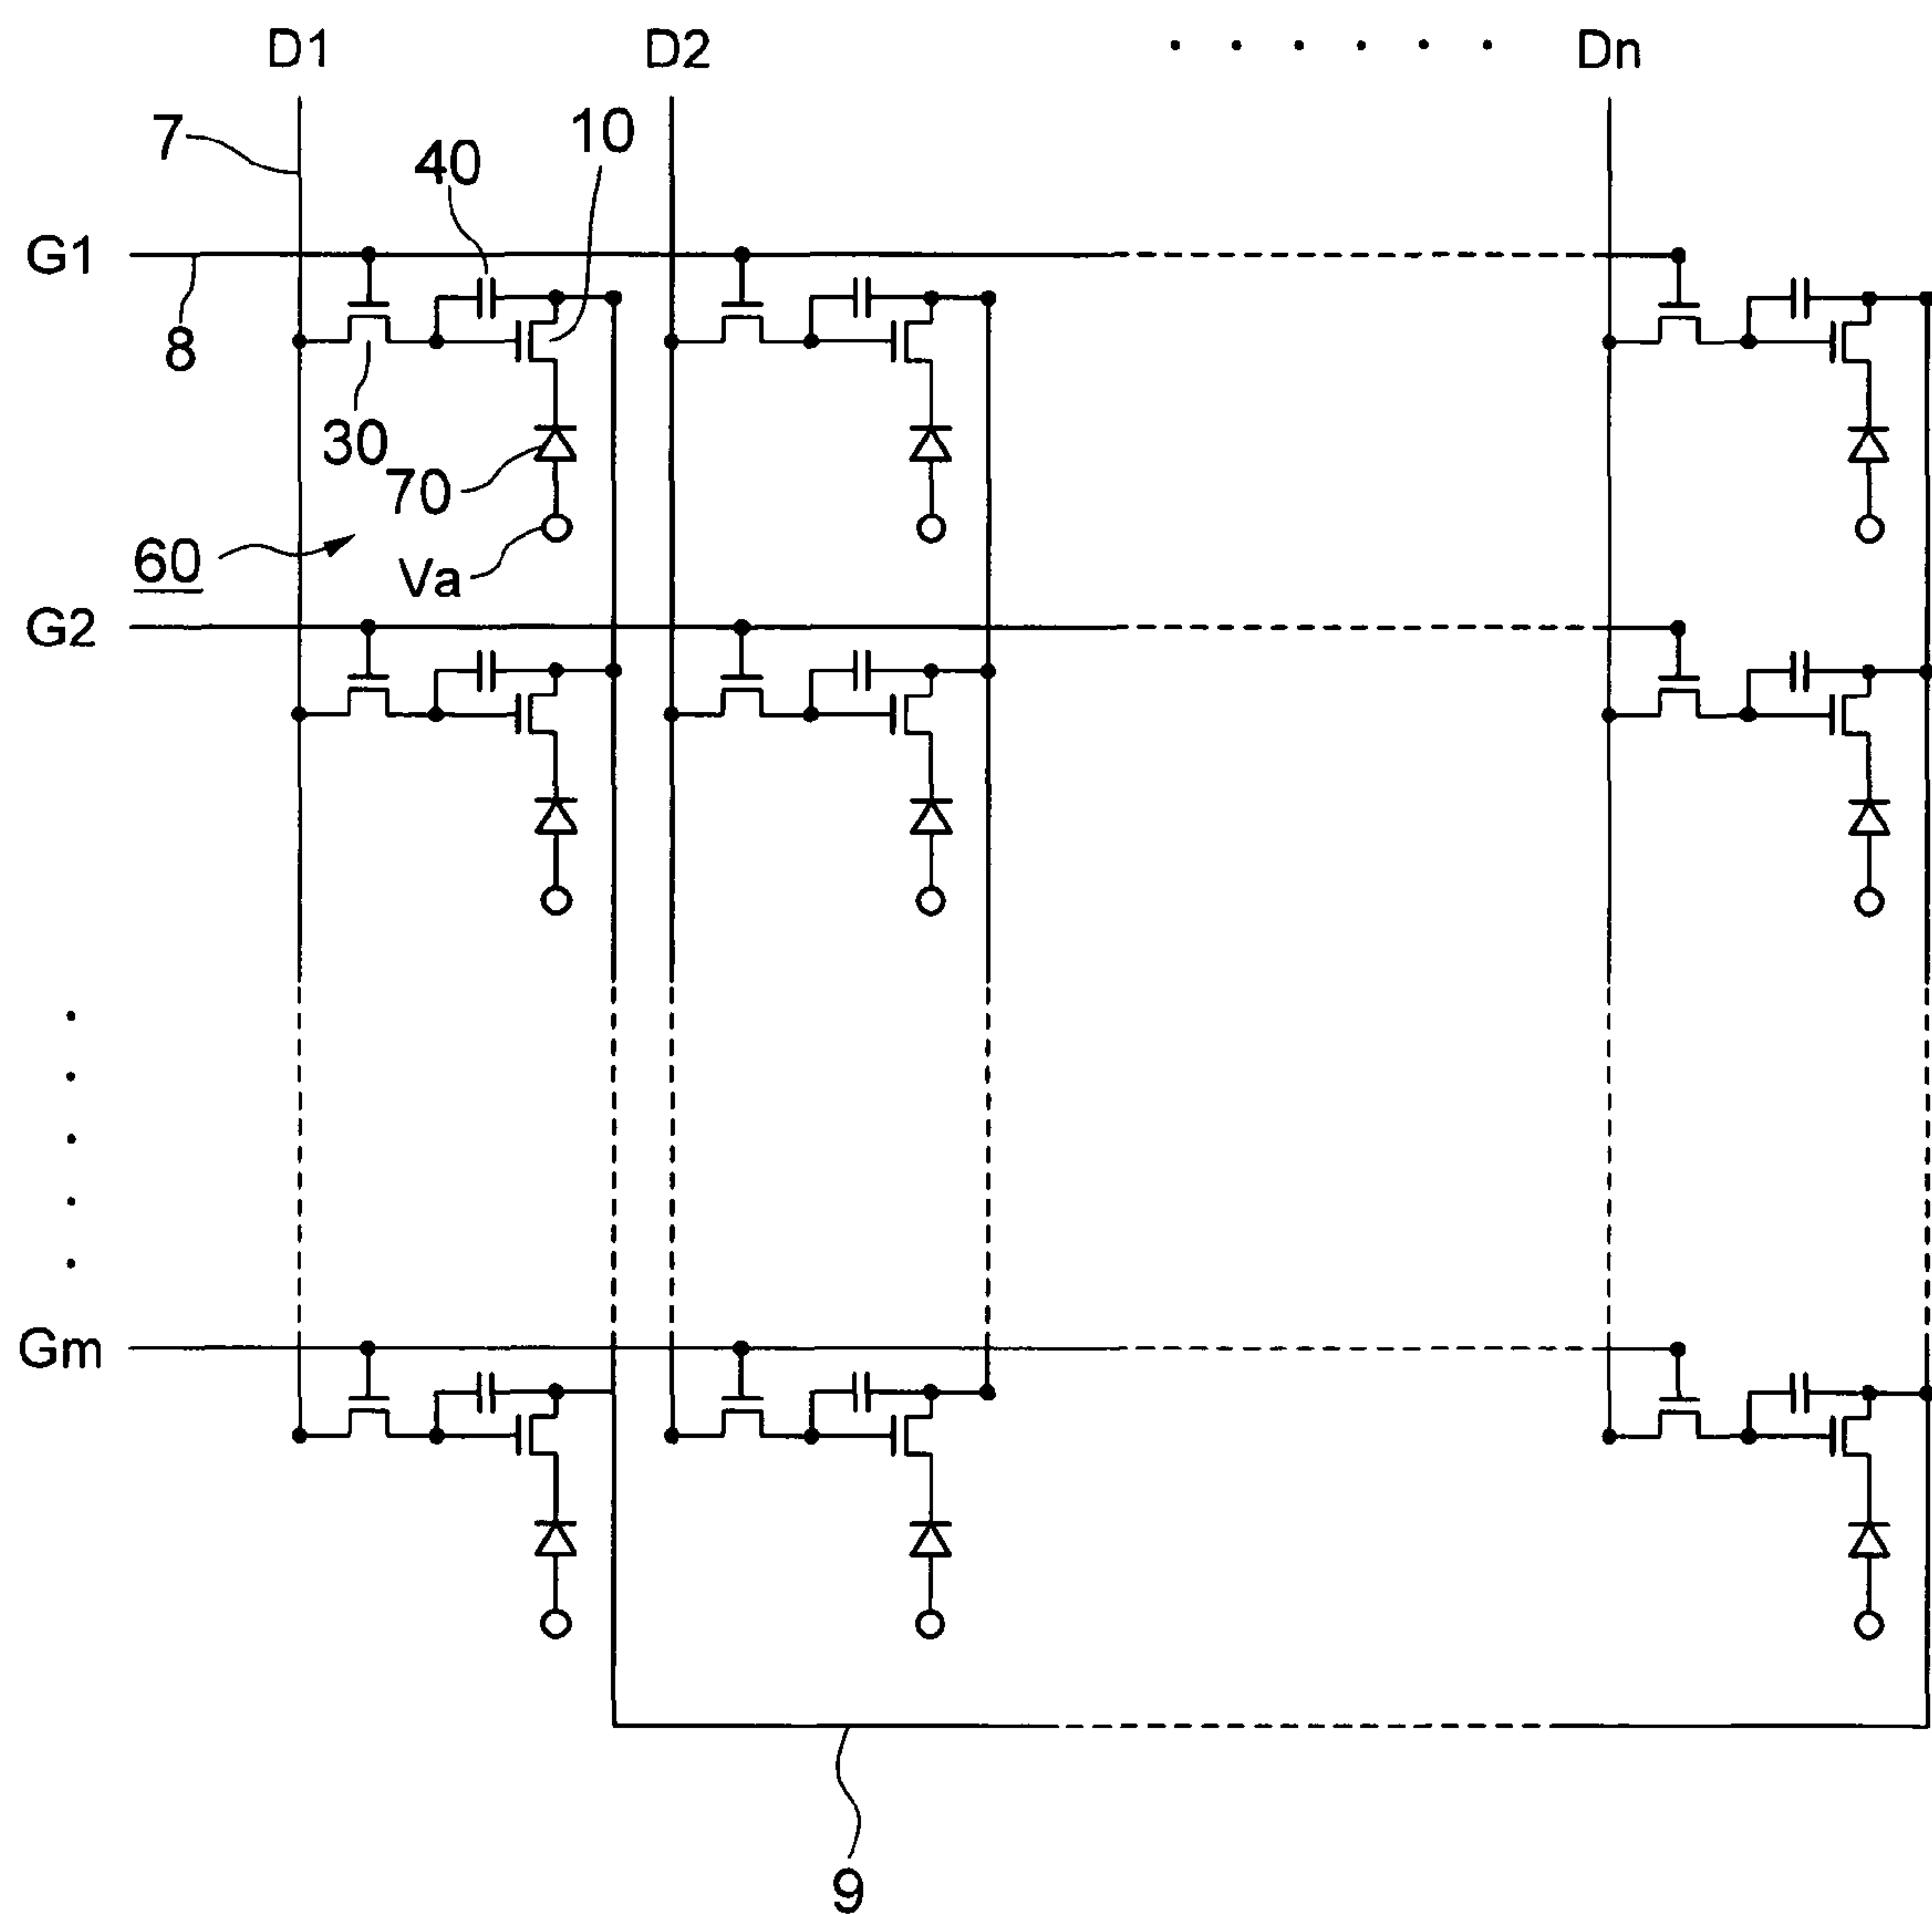 D1 D2 . . . . . . Dn
7
40
10
G1
8
30
70
60
Va
G2
.
.
.
.
.
Gm
9